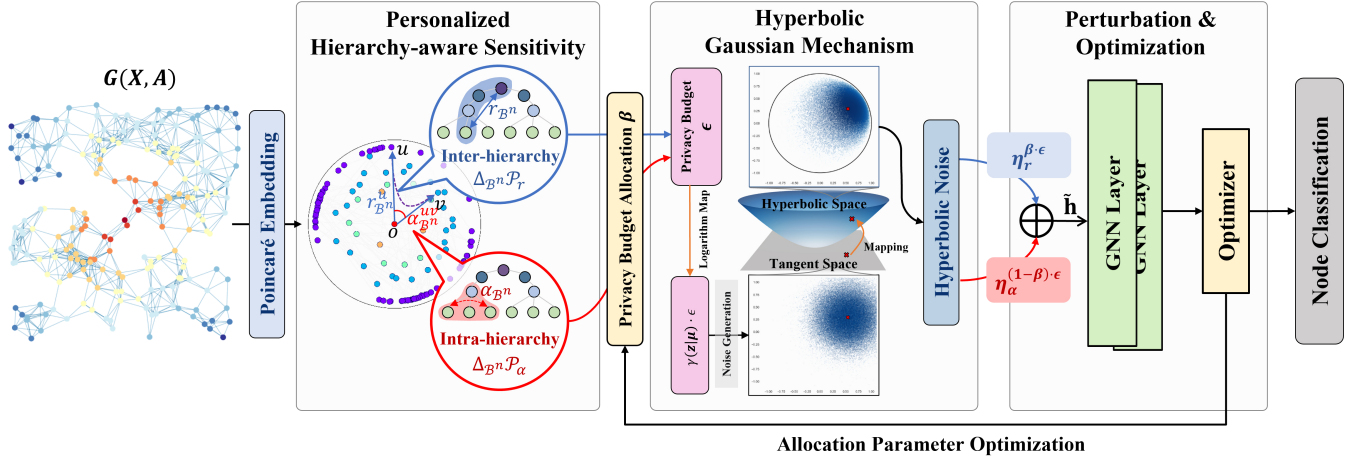 G(X, A)
Poincaré Embedding
Personalized
Hierarchy-aware Sensitivity
r_{𝓑^n}
Inter-hierarchy
Δ_{𝓑^n}𝒫_r
u
r^u_{𝓑^n}
v
α^{uv}_{𝓑^n}
o
α_{𝓑^n}
Intra-hierarchy
Δ_{𝓑^n}𝒫_α
Privacy Budget Allocation β
Hyperbolic
Gaussian Mechanism
Privacy Budget
ϵ
Logarithm Map
γ(z|μ) · ϵ
Noise Generation
Hyperbolic Space
Mapping
Tangent Space
Hyperbolic Noise
Perturbation &
Optimization
η_r^{β·ϵ}
η_α^{(1−β)·ϵ}
h̃
GNN Layer
GNN Layer
Optimizer
Node Classification
Allocation Parameter Optimization